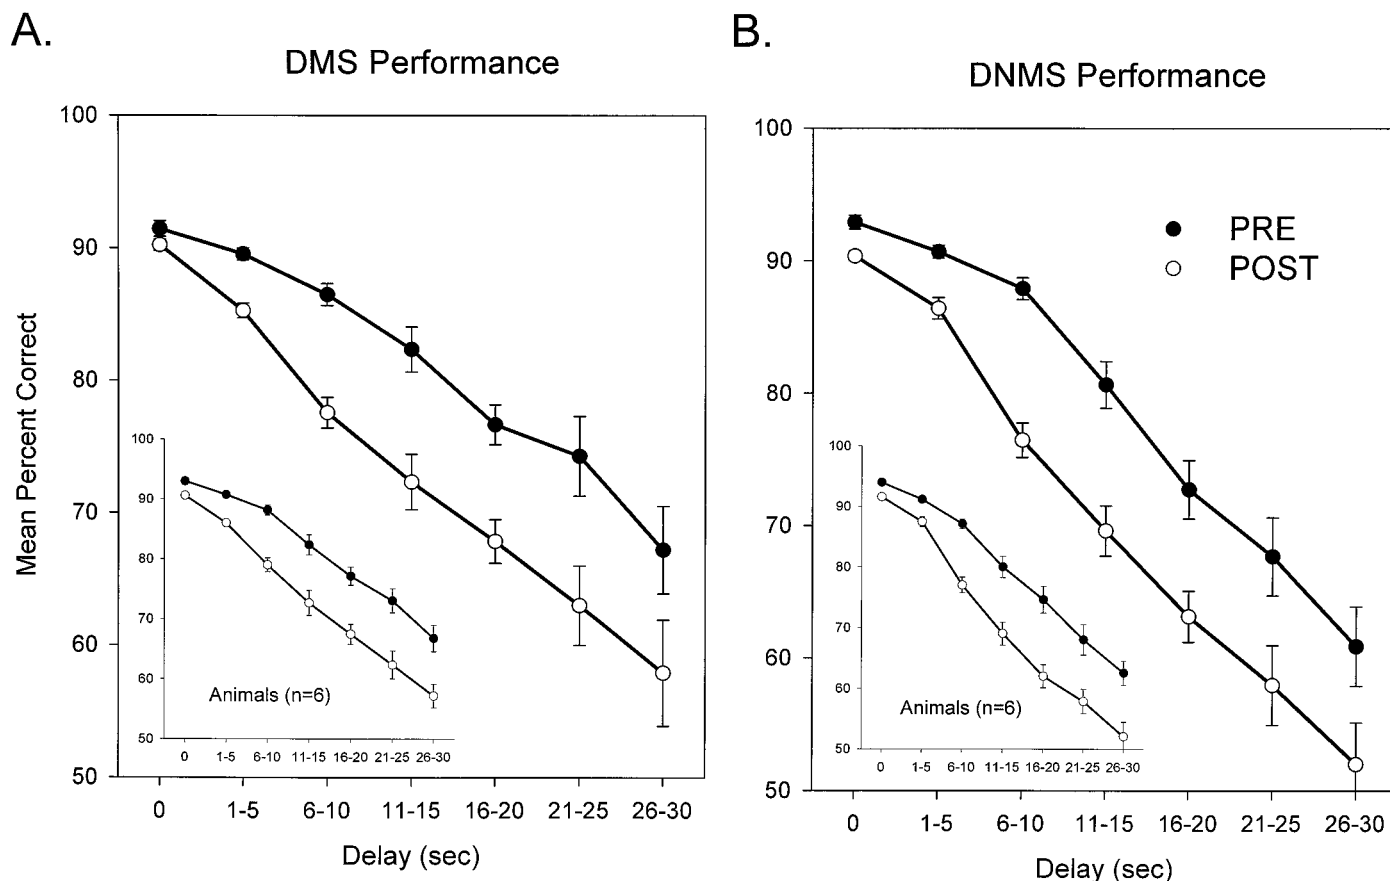 A.
DMS Performance
Mean Percent Correct
100
90
80
70
60
50
0 1-5 6-10 11-15 16-20 21-25 26-30
Delay (sec)
100
90
80
70
60
50
Animals (n=6)
0 1-5 6-10 11-15 16-20 21-25 26-30
B.
DNMS Performance
PRE
POST
100
90
80
70
60
50
0 1-5 6-10 11-15 16-20 21-25 26-30
Delay (sec)
100
90
80
70
60
50
Animals (n=6)
0 1-5 6-10 11-15 16-20 21-25 26-30